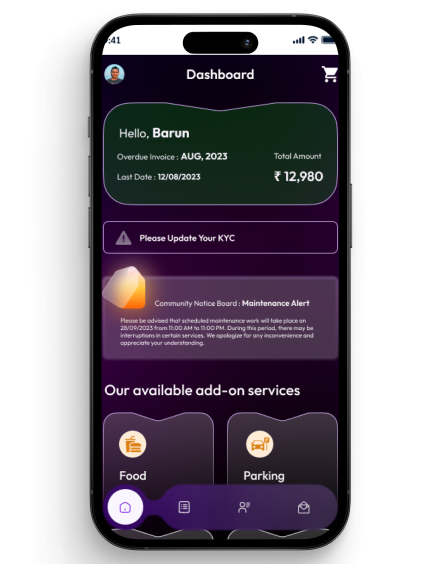 :41
Dashboard
Hello, Barun
Overdue Invoice : AUG, 2023
Total Amount
Last Date : 12/08/2023
₹ 12,980
Please Update Your KYC
Community Notice Board : Maintenance Alert
Please be advised that scheduled maintenance work will take place on
28/09/2023 from 11:00 AM to 11:00 PM. During this period, there may be
interruptions in certain services. We apologize for any inconvenience and
appreciate your understanding.
Our available add-on services
Food
Parking